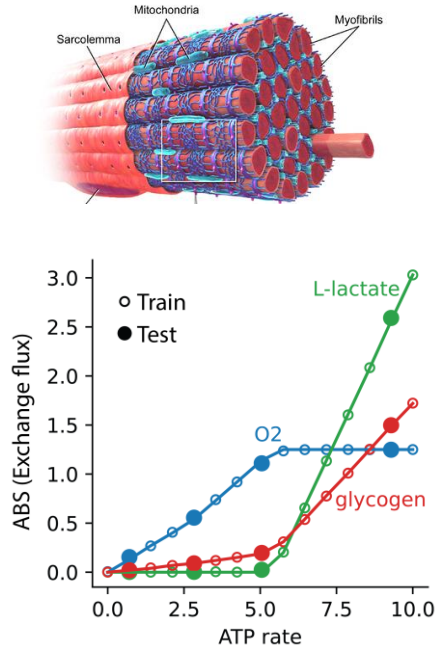 Mitochondria
Myofibrils
Sarcolemma
3.0
2.5
2.0
1.5
1.0
0.5
0.0
ABS (Exchange flux)
Train
Test
L-lactate
O2
glycogen
0.0 2.5 5.0 7.5 10.0
ATP rate